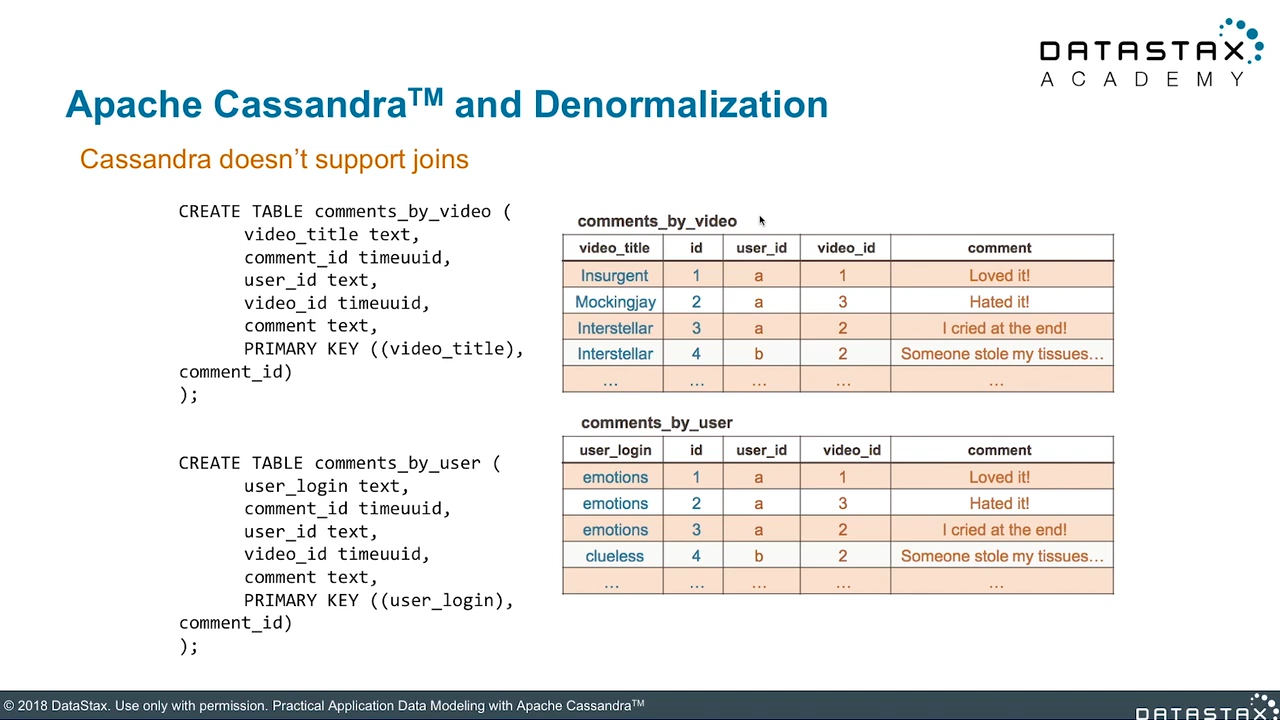 DATASTAX
ACADEMY
Apache Cassandra™ and Denormalization
Cassandra doesn’t support joins
CREATE TABLE comments_by_video (
video_title text,
comment_id timeuuid,
user_id text,
video_id timeuuid,
comment text,
PRIMARY KEY ((video_title),
comment_id)
);
CREATE TABLE comments_by_user (
user_login text,
comment_id timeuuid,
user_id text,
video_id timeuuid,
comment text,
PRIMARY KEY ((user_login),
comment_id)
);
comments_by_video
video_title id user_id video_id comment
Insurgent 1 a 1 Loved it!
Mockingjay 2 a 3 Hated it!
Interstellar 3 a 2 I cried at the end!
Interstellar 4 b 2 Someone stole my tissues…
… … … … …
comments_by_user
user_login id user_id video_id comment
emotions 1 a 1 Loved it!
emotions 2 a 3 Hated it!
emotions 3 a 2 I cried at the end!
clueless 4 b 2 Someone stole my tissues…
… … … … …
© 2018 DataStax. Use only with permission. Practical Application Data Modeling with Apache Cassandra™
DATASTAX